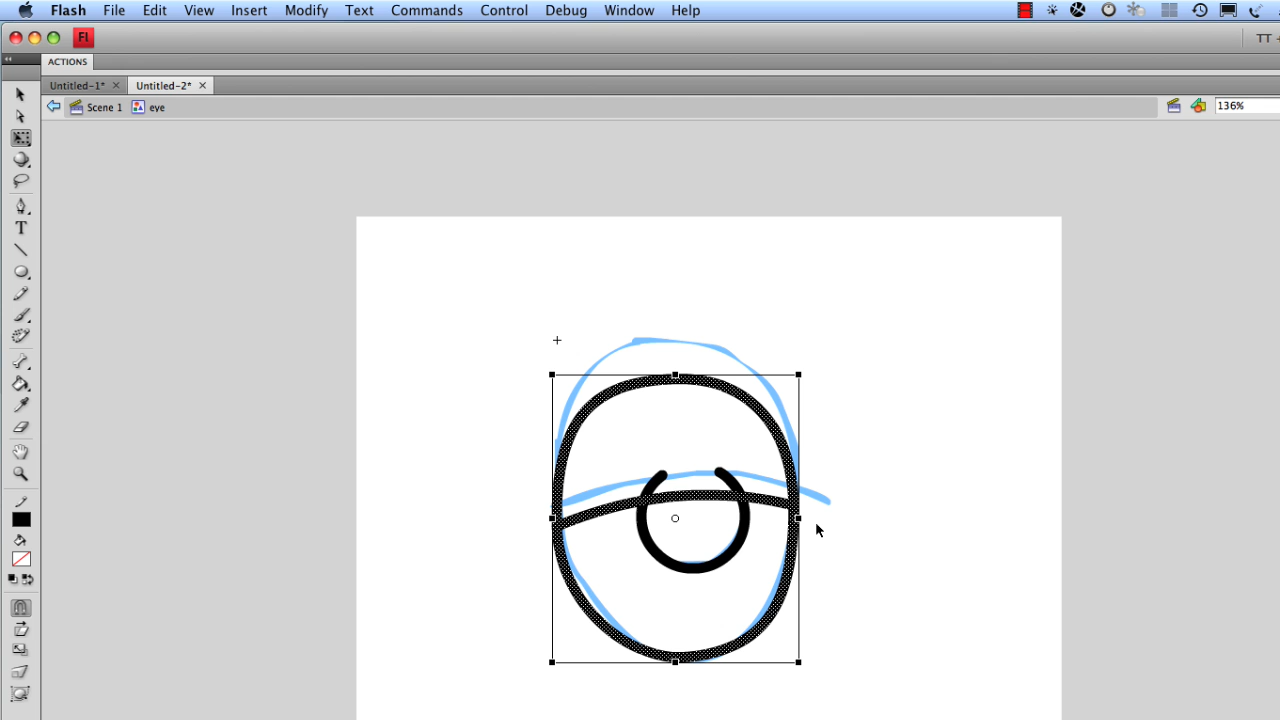 Flash File Edit View Insert Modify Text Commands Control Debug Window Help
Fl TT
ACTIONS
Untitled-1* Untitled-2*
Scene 1 eye 136%
T